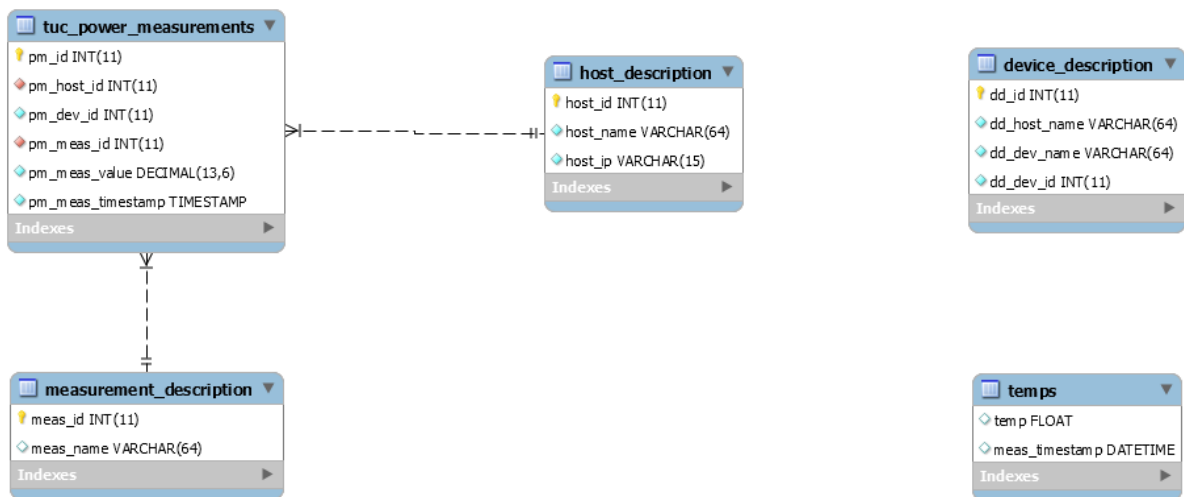 tuc_power_measurements
pm_id INT(11)
pm_host_id INT(11)
pm_dev_id INT(11)
pm_meas_id INT(11)
pm_meas_value DECIMAL(13,6)
pm_meas_timestamp TIMESTAMP
Indexes
host_description
host_id INT(11)
host_name VARCHAR(64)
host_ip VARCHAR(15)
Indexes
device_description
dd_id INT(11)
dd_host_name VARCHAR(64)
dd_dev_name VARCHAR(64)
dd_dev_id INT(11)
Indexes
measurement_description
meas_id INT(11)
meas_name VARCHAR(64)
Indexes
temps
temp FLOAT
meas_timestamp DATETIME
Indexes